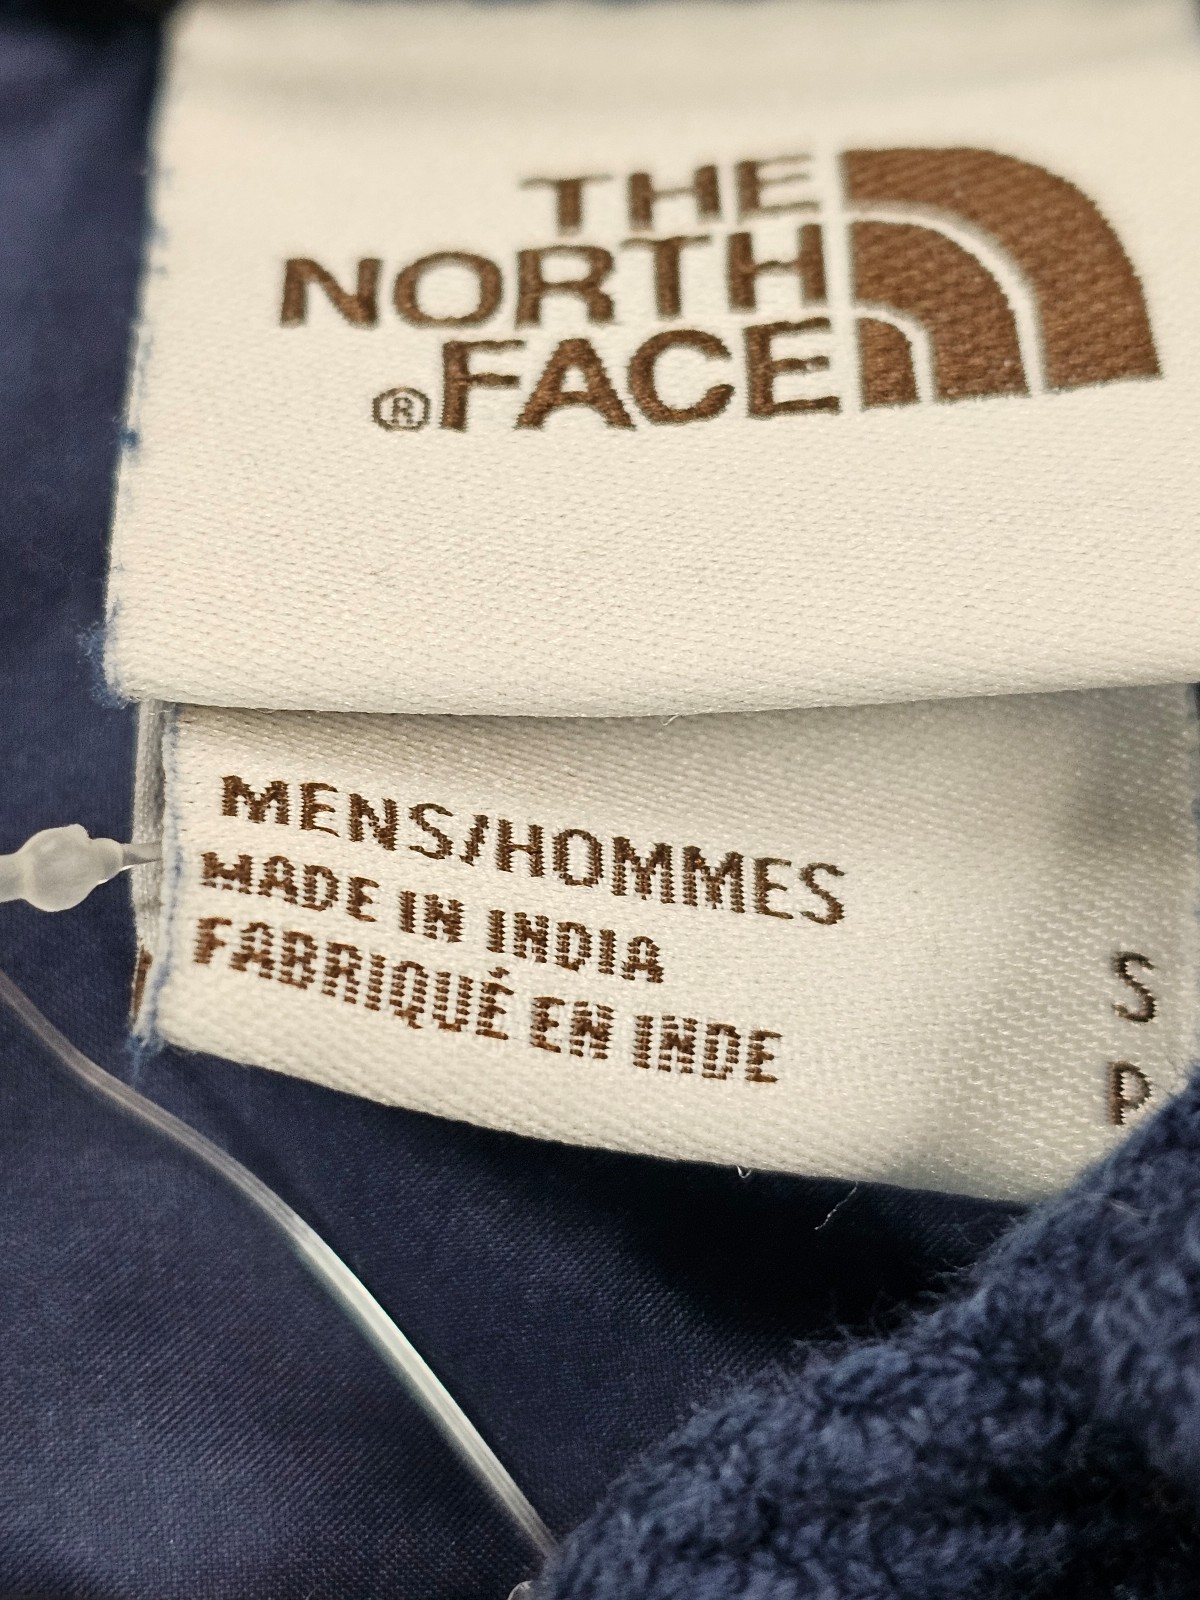 THE
NORTH
®FACE
MENS/HOMMES
MADE IN INDIA
FABRIQUÉ EN INDE
S
P